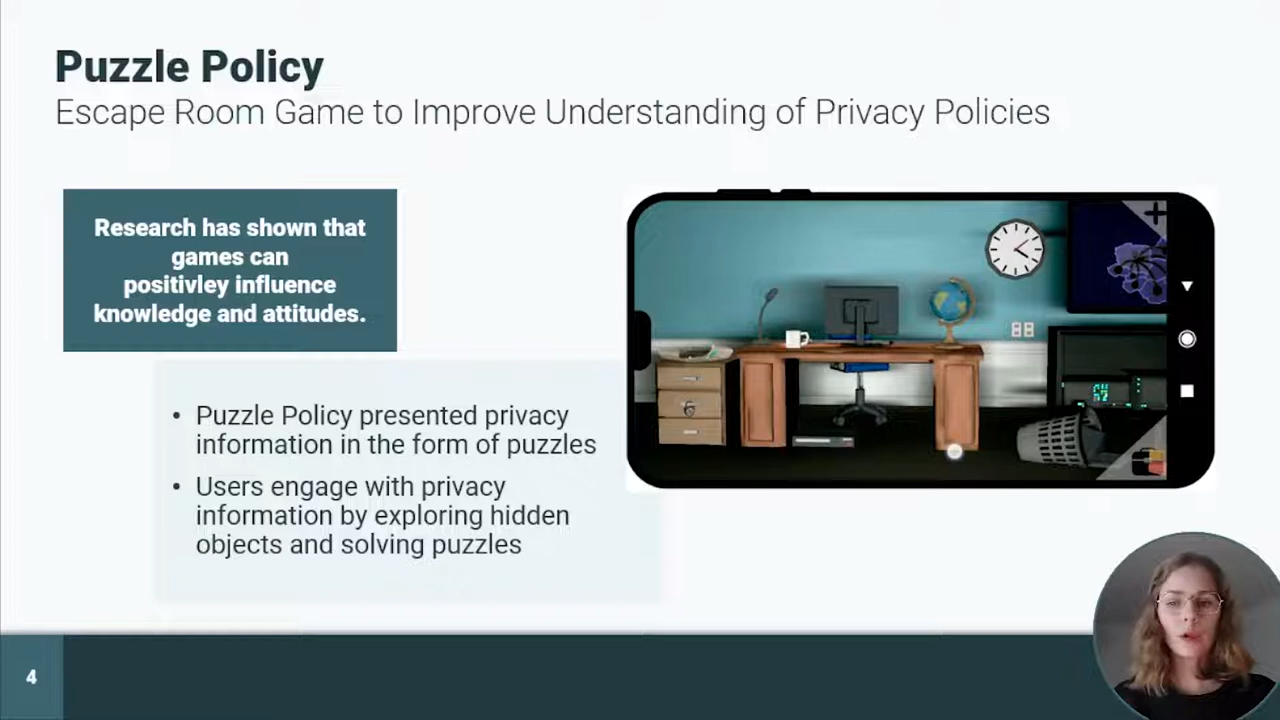 Puzzle Policy
Escape Room Game to Improve Understanding of Privacy Policies
Research has shown that
games can
positivley influence
knowledge and attitudes.
• Puzzle Policy presented privacy
information in the form of puzzles
• Users engage with privacy
information by exploring hidden
objects and solving puzzles
4